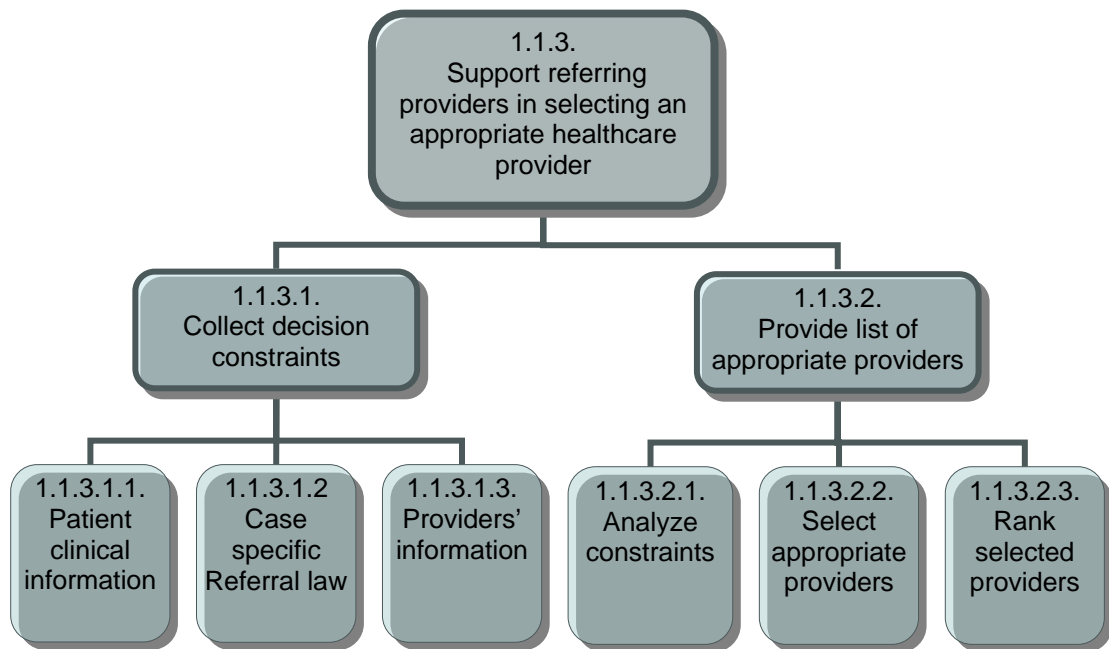 1.1.3.
Support referring
providers in selecting an
appropriate healthcare
provider
1.1.3.1.
Collect decision
constraints
1.1.3.2.
Provide list of
appropriate providers
1.1.3.1.1.
Patient
clinical
information
1.1.3.1.2
Case
specific
Referral law
1.1.3.1.3.
Providers’
information
1.1.3.2.1.
Analyze
constraints
1.1.3.2.2.
Select
appropriate
providers
1.1.3.2.3.
Rank
selected
providers